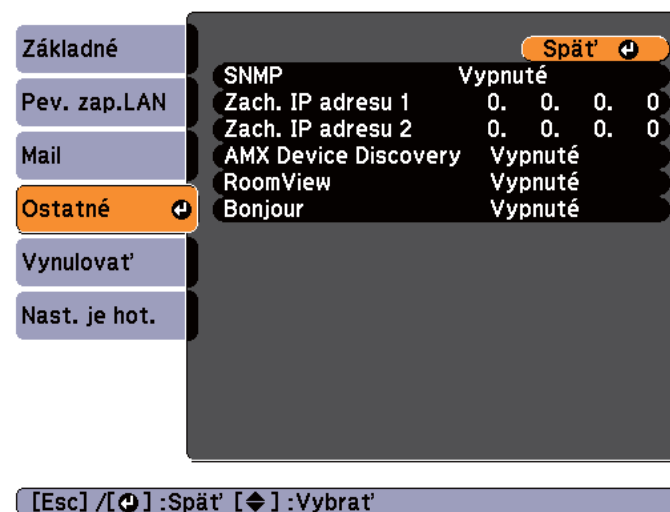 Základné
Pev. zap.LAN
Mail
Ostatné
Vynulovať
Nast. je hot.
Späť
SNMP Vypnuté
Zach. IP adresu 1 0. 0. 0. 0
Zach. IP adresu 2 0. 0. 0. 0
AMX Device Discovery Vypnuté
RoomView Vypnuté
Bonjour Vypnuté
[Esc] /[⏎] :Späť [◆] :Vybrať